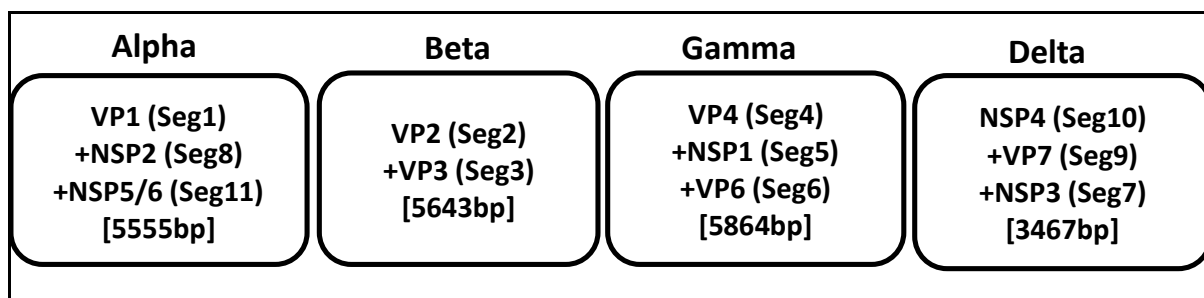 Alpha
VP1 (Seg1)
+NSP2 (Seg8)
+NSP5/6 (Seg11)
[5555bp]
Beta
VP2 (Seg2)
+VP3 (Seg3)
[5643bp]
Gamma
VP4 (Seg4)
+NSP1 (Seg5)
+VP6 (Seg6)
[5864bp]
Delta
NSP4 (Seg10)
+VP7 (Seg9)
+NSP3 (Seg7)
[3467bp]